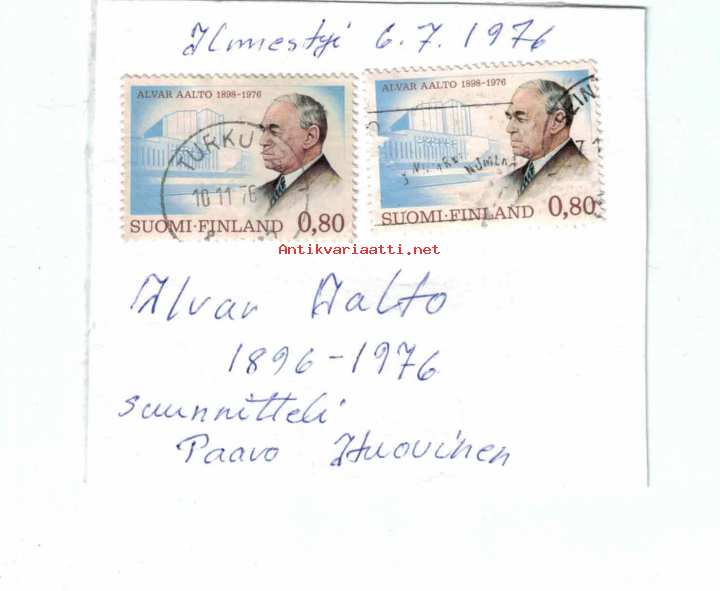 Ilmestyi 6.7.1976
ALVAR AALTO 1898-1976
TURKU
10.11.76
SUOMI-FINLAND 0,80
ALVAR AALTO 1898-1976
SUOMI-FINLAND 0,80
Antikvariaatti.net
Alvar Aalto
1896-1976
suunnitteli
Paavo Huovinen